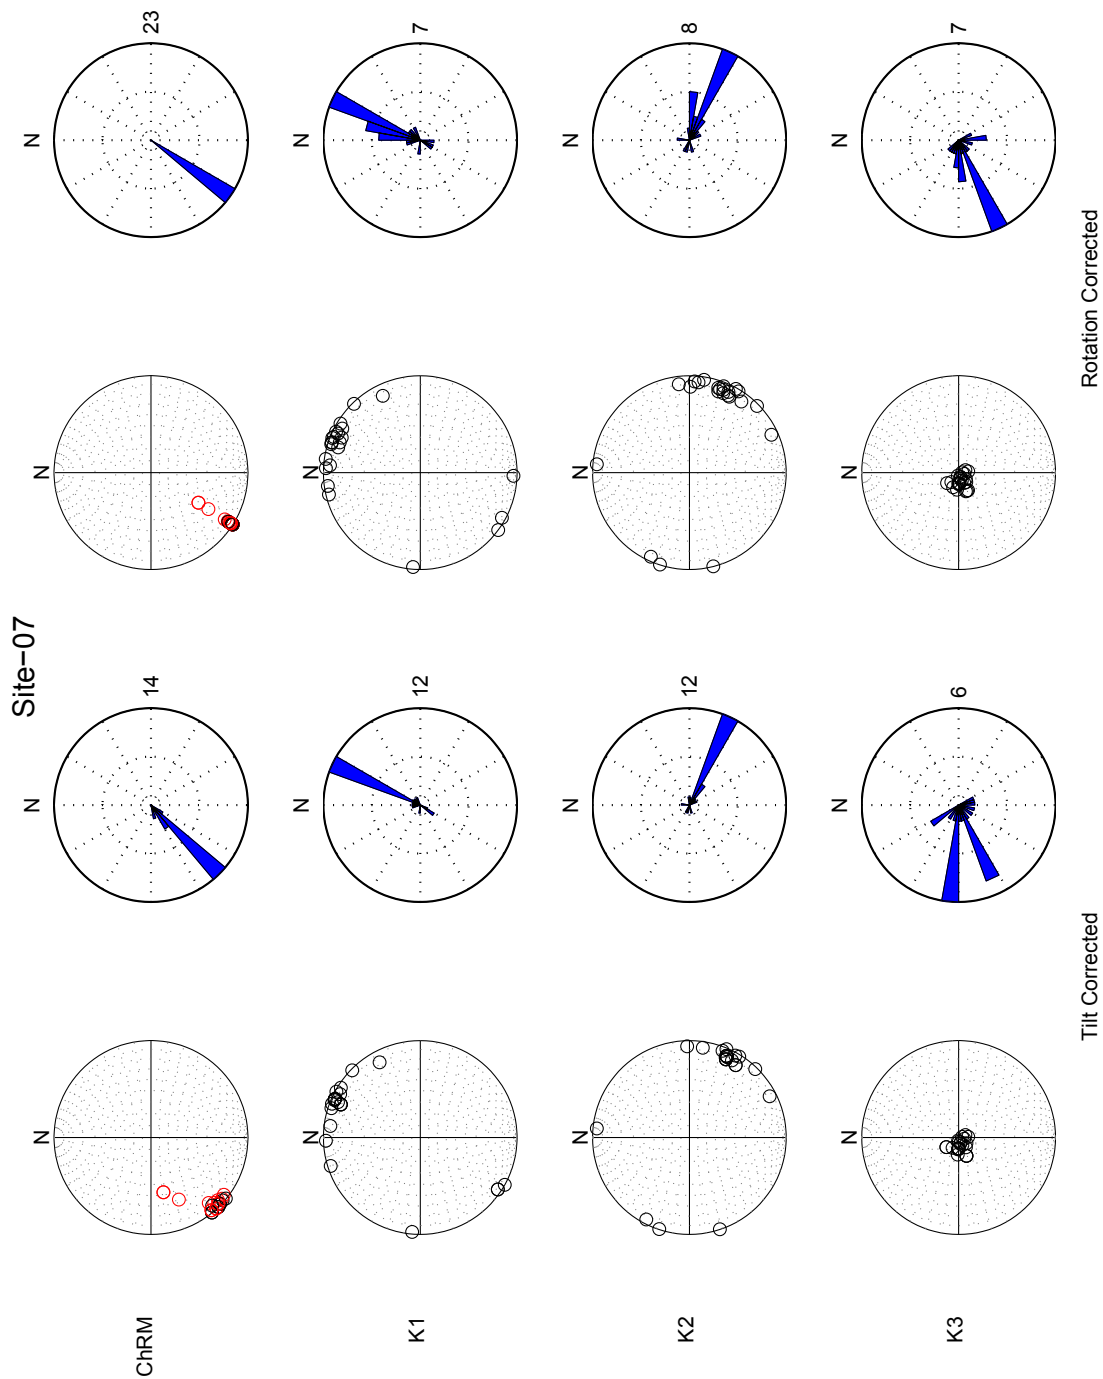 Site−07
N N N N
ChRM 14 23
N N N N
K1 12 7
N N N N
K2 12 8
N N N N
K3 6 7
Tilt Corrected Rotation Corrected